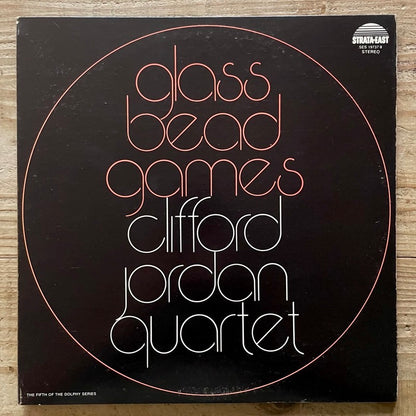 STRATA-EAST
SES 19737 8
STEREO
glass
bead
games
clifford
jordan
quartet
THE FIFTH OF THE DOLPHY SERIES